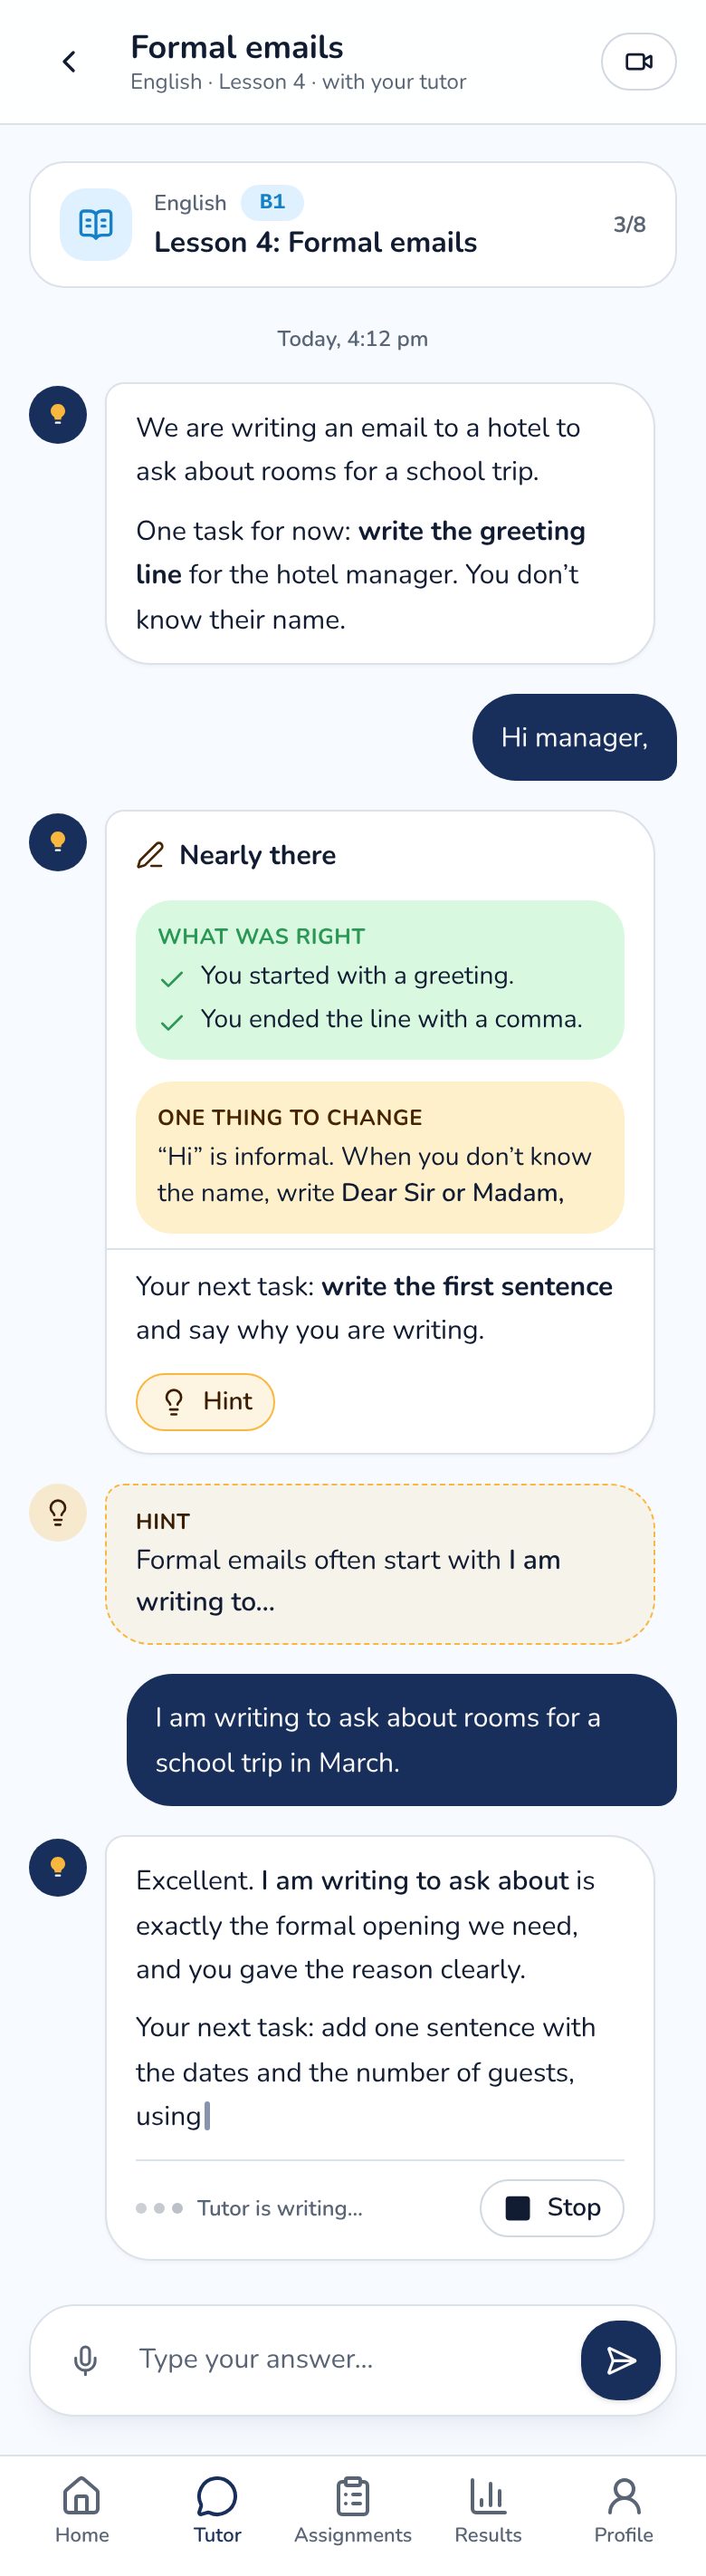 Formal emails
English · Lesson 4 · with your tutor
English B1
Lesson 4: Formal emails
3/8
Today, 4:12 pm
We are writing an email to a hotel to
ask about rooms for a school trip.
One task for now: write the greeting
line for the hotel manager. You don’t
know their name.
Hi manager,
Nearly there
WHAT WAS RIGHT
You started with a greeting.
You ended the line with a comma.
ONE THING TO CHANGE
“Hi” is informal. When you don’t know
the name, write Dear Sir or Madam,
Your next task: write the first sentence
and say why you are writing.
Hint
HINT
Formal emails often start with I am
writing to...
I am writing to ask about rooms for a
school trip in March.
Excellent. I am writing to ask about is
exactly the formal opening we need,
and you gave the reason clearly.
Your next task: add one sentence with
the dates and the number of guests,
using
Tutor is writing...
Stop
Type your answer...
Home
Tutor
Assignments
Results
Profile